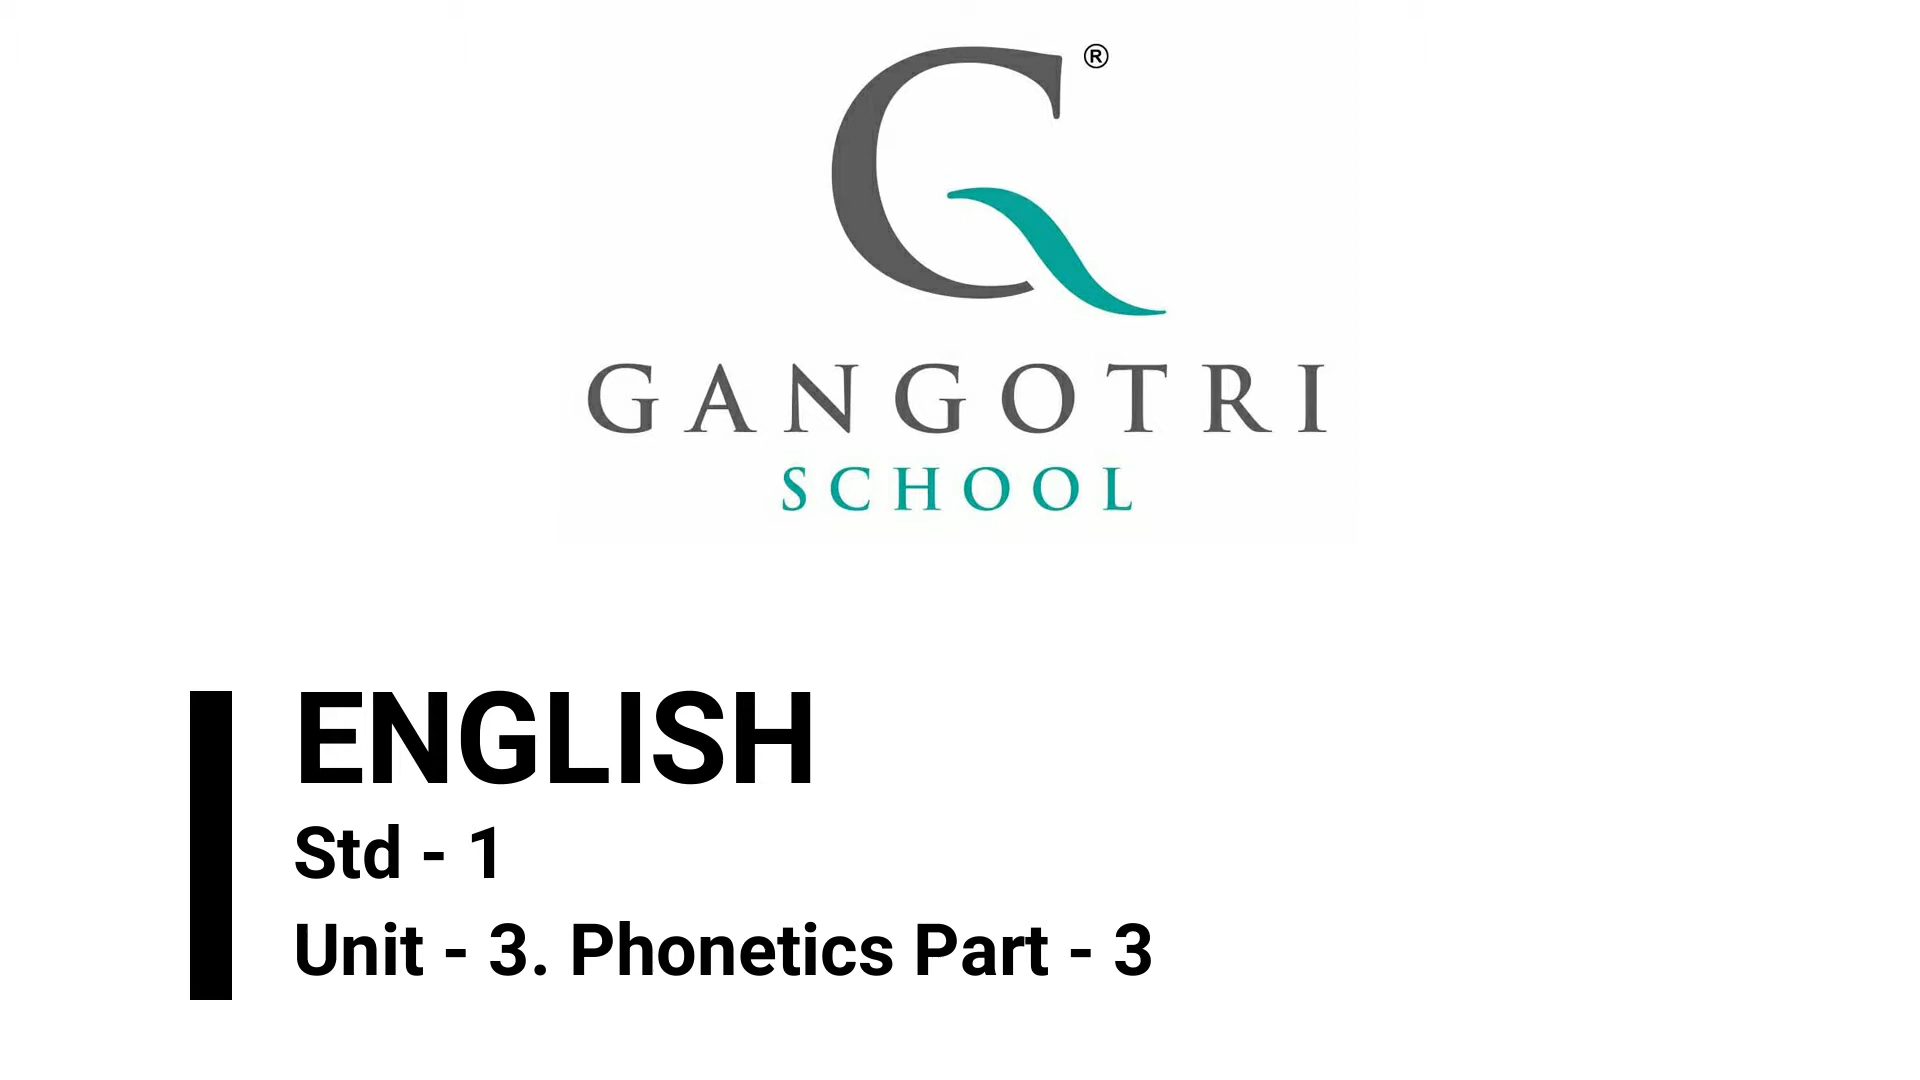 G®
GANGOTRI
SCHOOL
ENGLISH
Std - 1
Unit - 3. Phonetics Part - 3